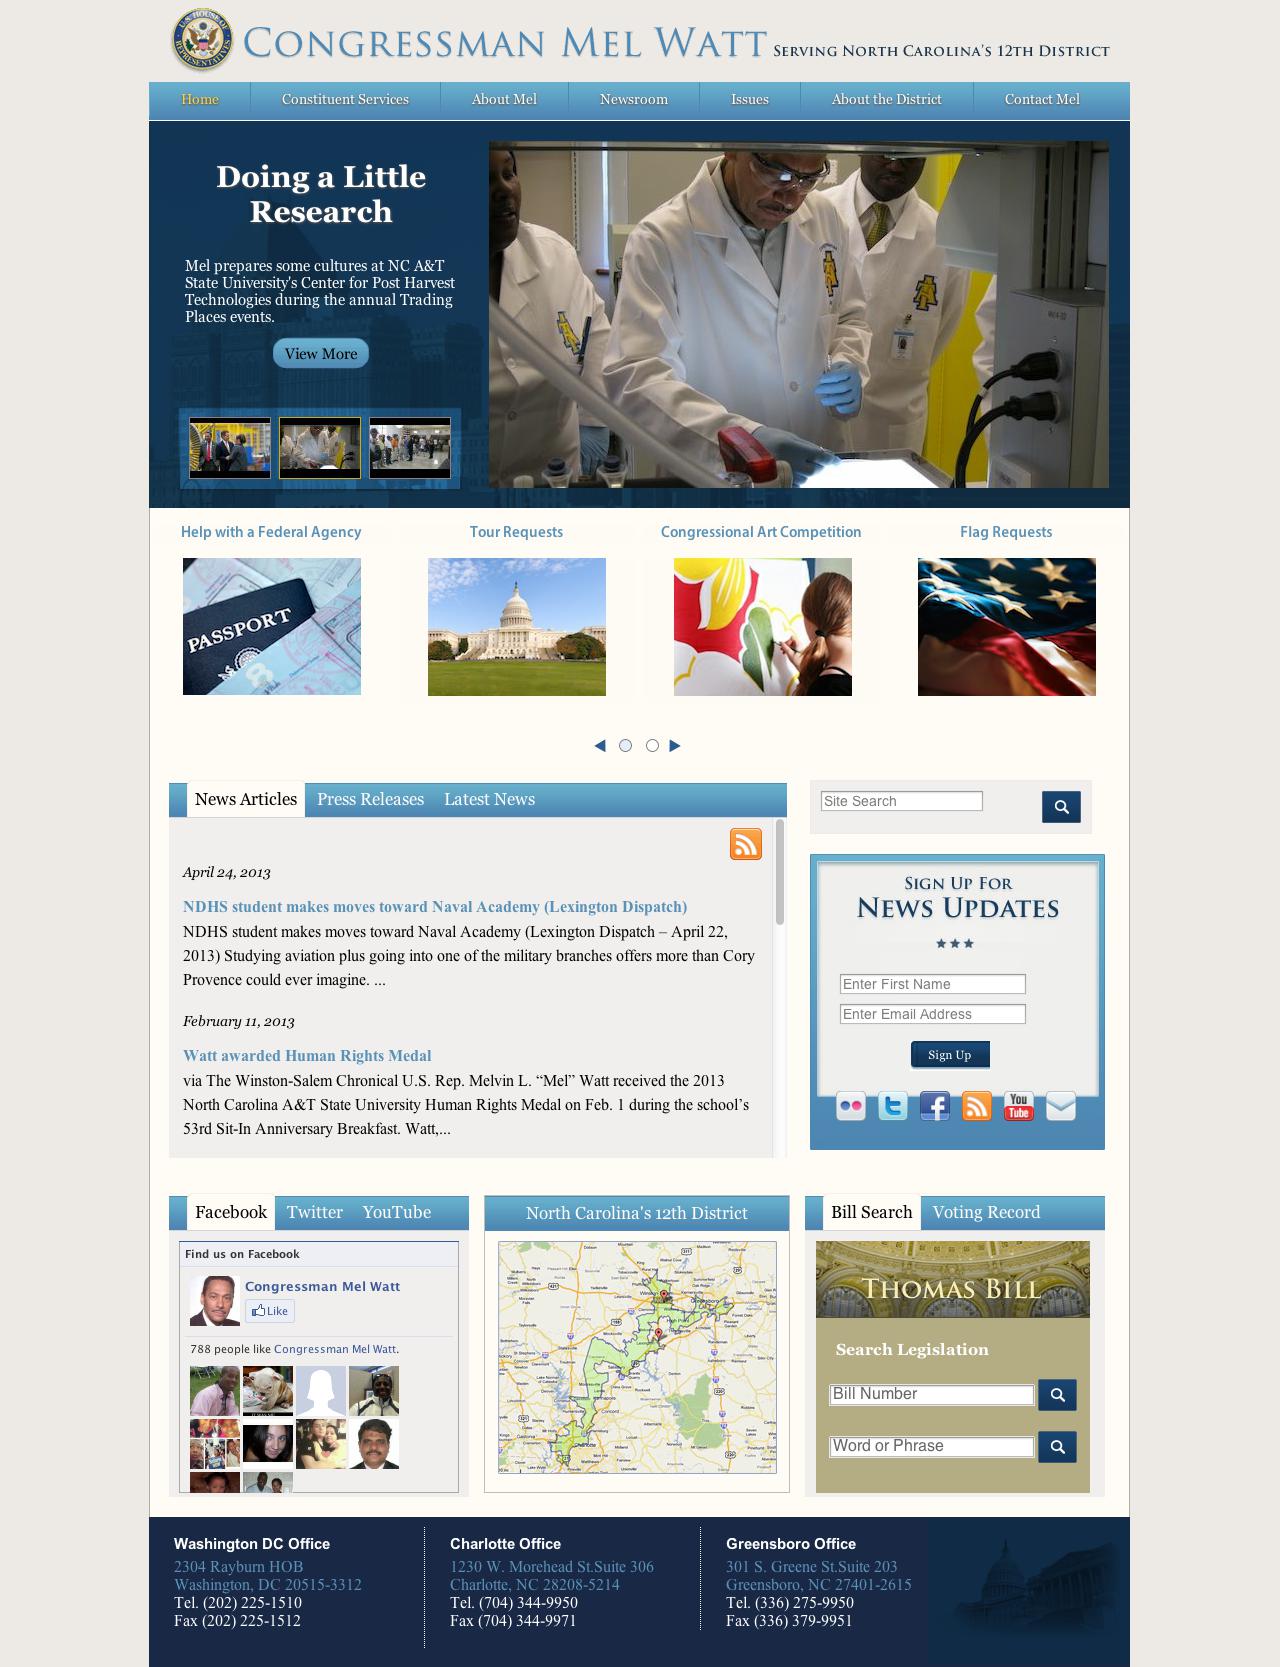 CONGRESSMAN MEL WATT SERVING NORTH CAROLINA'S 12TH DISTRICT
Home
Constituent Services
About Mel
Newsroom
Issues
About the District
Contact Mel
Doing a Little
Research
Mel prepares some cultures at NC A&T
State University's Center for Post Harvest
Technologies during the annual Trading
Places events.
View More
Help with a Federal Agency
Tour Requests
Congressional Art Competition
Flag Requests
PASSPORT
News Articles
Press Releases
Latest News
Site Search
April 24, 2013
NDHS student makes moves toward Naval Academy (Lexington Dispatch)
NDHS student makes moves toward Naval Academy (Lexington Dispatch – April 22,
2013) Studying aviation plus going into one of the military branches offers more than Cory
Provence could ever imagine. ...
February 11, 2013
Watt awarded Human Rights Medal
via The Winston-Salem Chronical U.S. Rep. Melvin L. “Mel” Watt received the 2013
North Carolina A&T State University Human Rights Medal on Feb. 1 during the school’s
53rd Sit-In Anniversary Breakfast. Watt,...
SIGN UP FOR
NEWS UPDATES
Enter First Name
Enter Email Address
Sign Up
You
Tube
Facebook
Twitter
YouTube
Find us on Facebook
Congressman Mel Watt
Like
788 people like Congressman Mel Watt.
North Carolina's 12th District
Bill Search
Voting Record
THOMAS BILL
Search Legislation
Bill Number
Word or Phrase
Washington DC Office
2304 Rayburn HOB
Washington, DC 20515-3312
Tel. (202) 225-1510
Fax (202) 225-1512
Charlotte Office
1230 W. Morehead St.Suite 306
Charlotte, NC 28208-5214
Tel. (704) 344-9950
Fax (704) 344-9971
Greensboro Office
301 S. Greene St.Suite 203
Greensboro, NC 27401-2615
Tel. (336) 275-9950
Fax (336) 379-9951